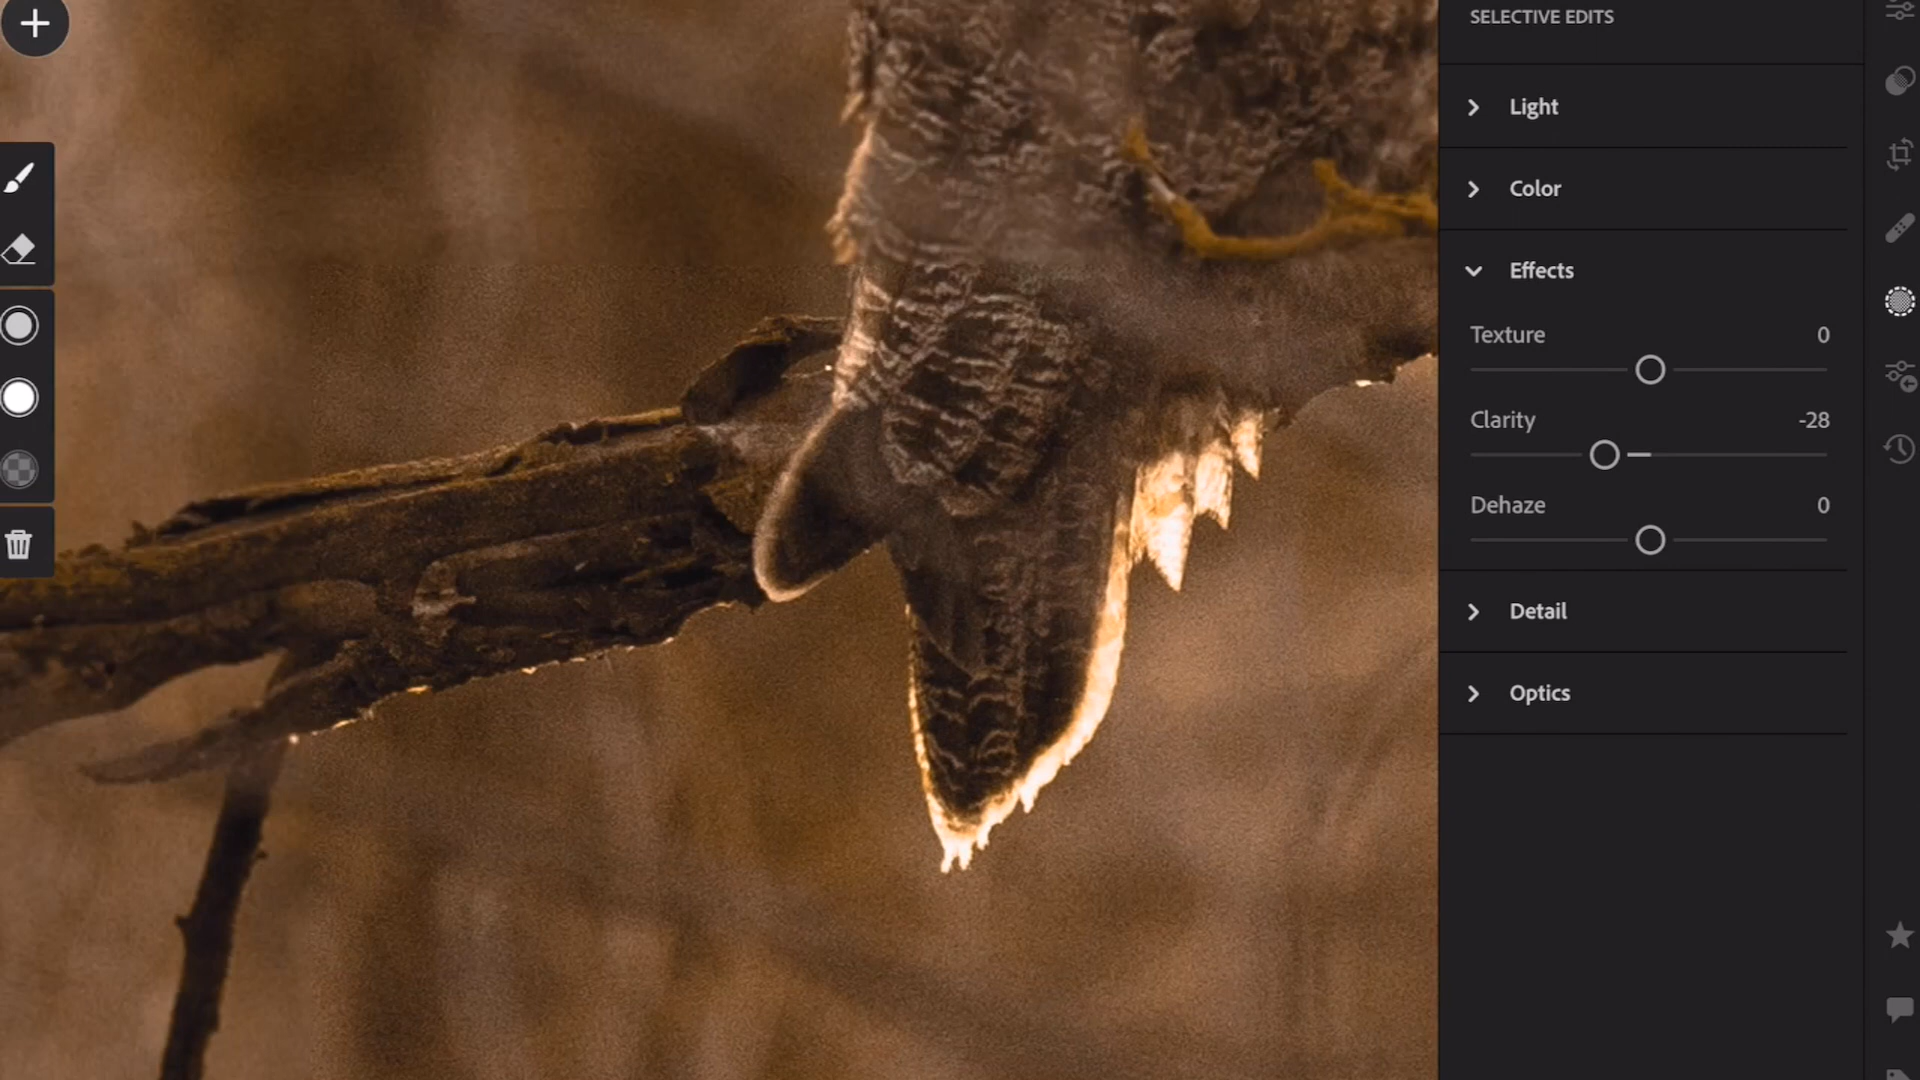 SELECTIVE EDITS
Light
Color
Effects
Texture 0
Clarity -28
Dehaze 0
Detail
Optics